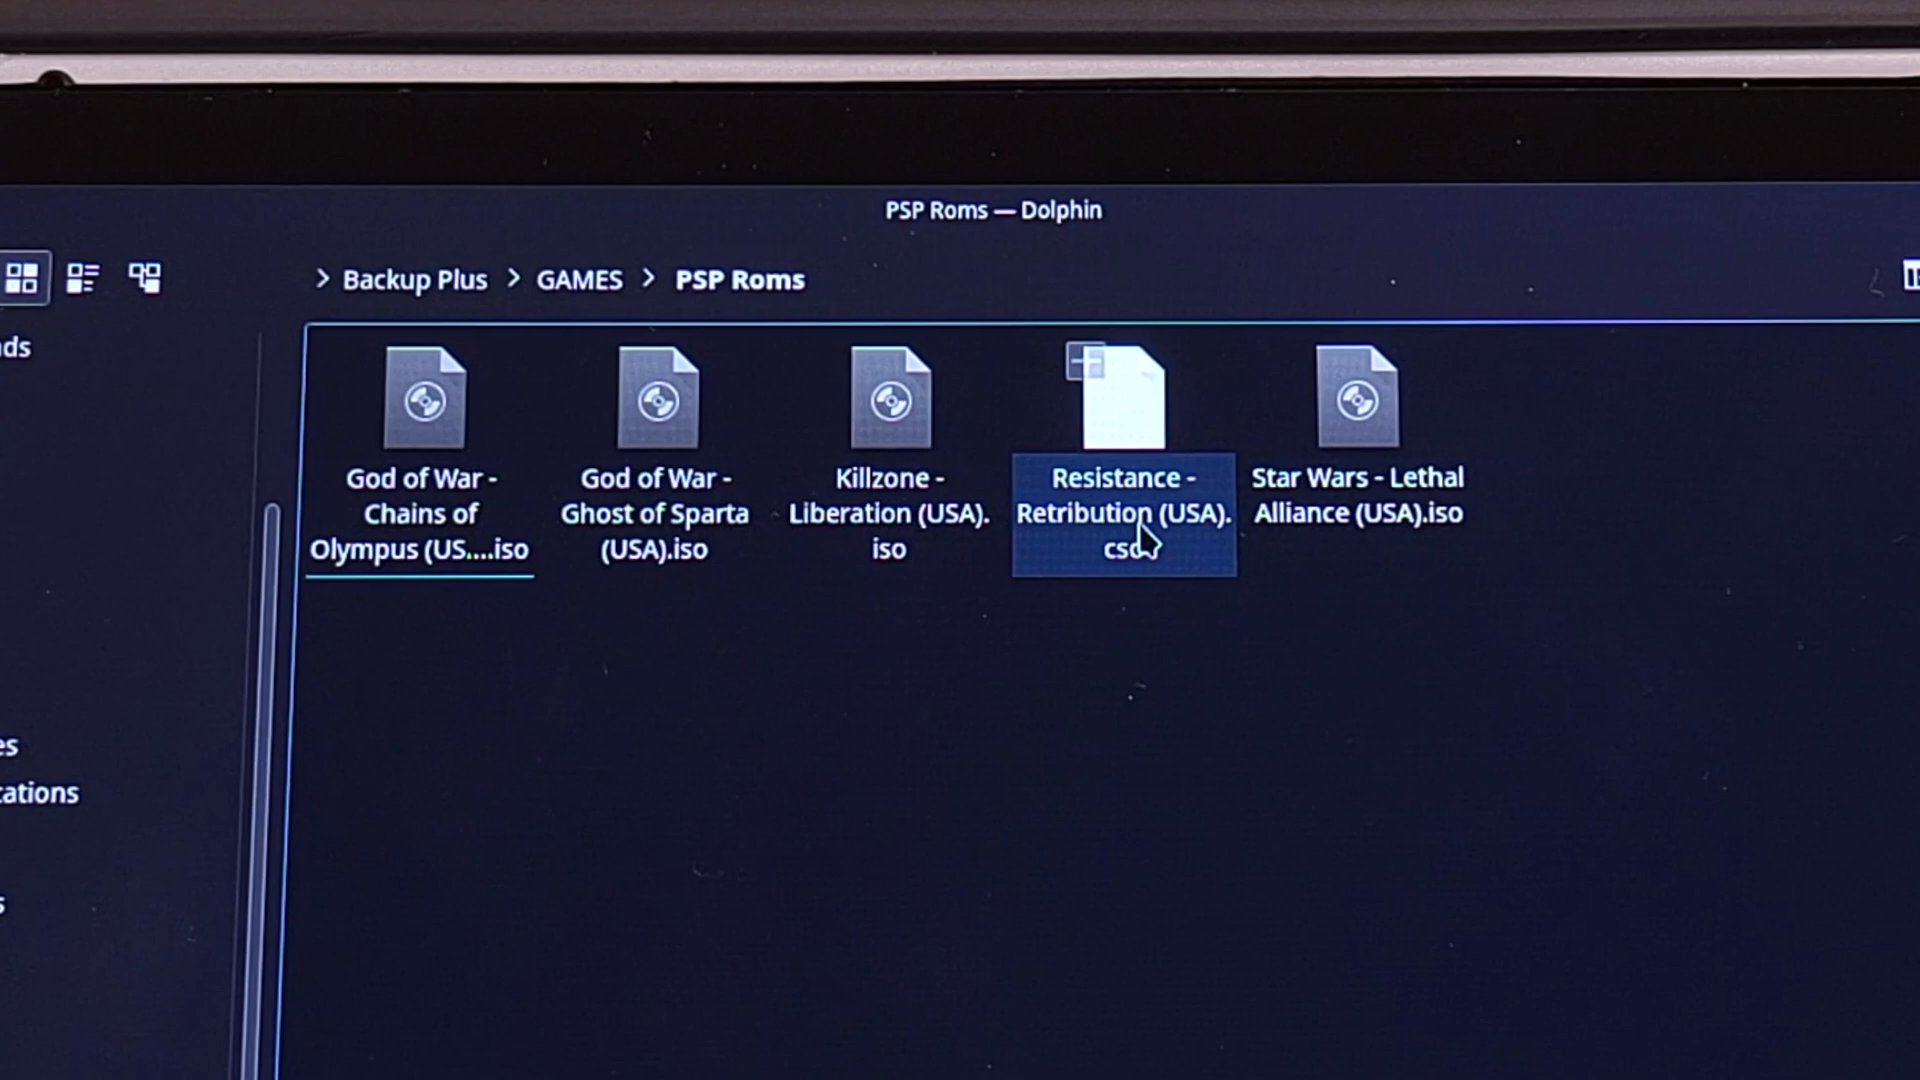 PSP Roms — Dolphin
Backup Plus > GAMES > PSP Roms
ds
God of War -
Chains of
Olympus (US....iso
God of War -
Ghost of Sparta
(USA).iso
Killzone -
Liberation (USA).
iso
Resistance -
Retribution (USA).
cso
Star Wars - Lethal
Alliance (USA).iso
es
cations
s